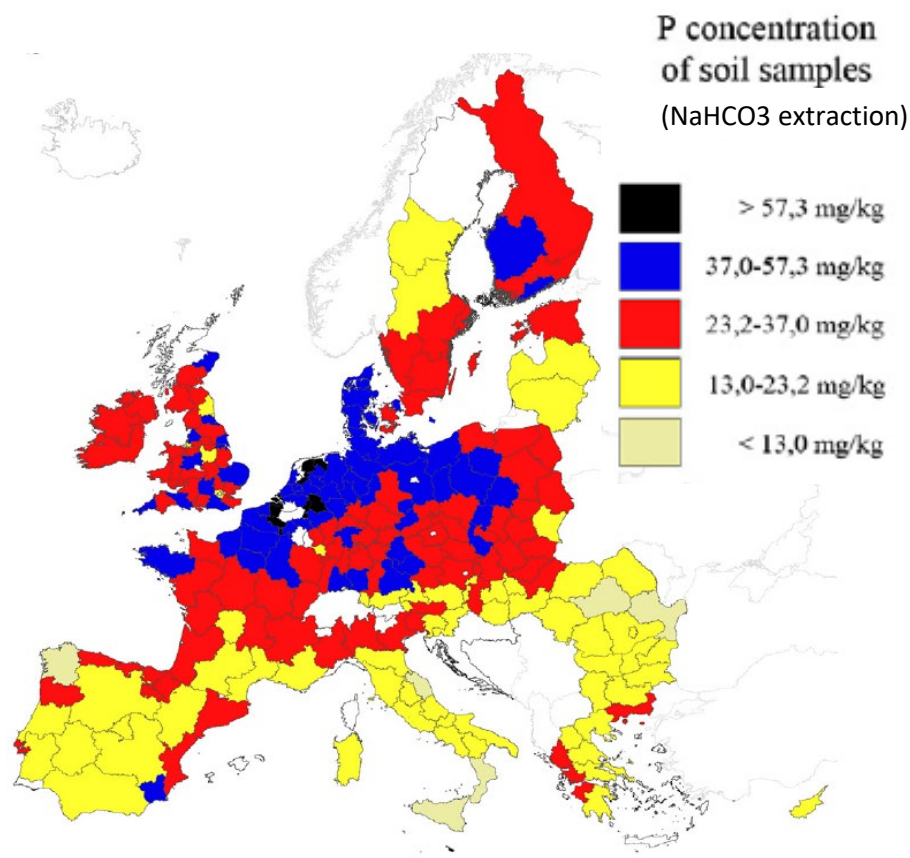 P concentration
of soil samples
(NaHCO3 extraction)
> 57,3 mg/kg
37,0-57,3 mg/kg
23,2-37,0 mg/kg
13,0-23,2 mg/kg
< 13,0 mg/kg